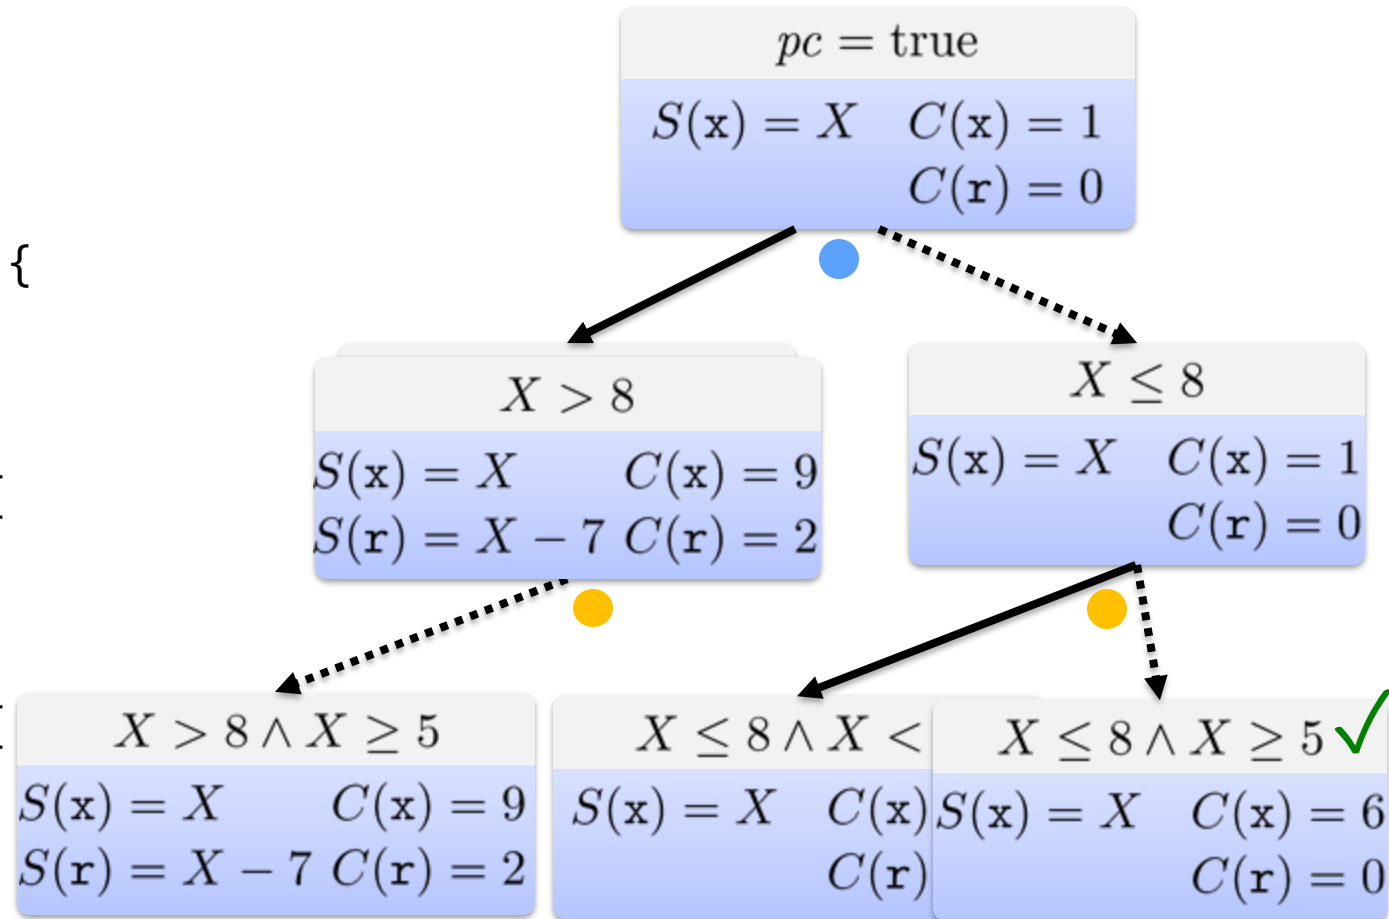 pc = true
S(x) = X C(x) = 1
C(r) = 0
{
X > 8
S(x) = X C(x) = 9
S(r) = X − 7 C(r) = 2
X ≤ 8
S(x) = X C(x) = 1
C(r) = 0
X > 8 ∧ X ≥ 5
S(x) = X C(x) = 9
S(r) = X − 7 C(r) = 2
X ≤ 8 ∧ X <
S(x) = X C(x)
C(r)
X ≤ 8 ∧ X ≥ 5
S(x) = X C(x) = 6
C(r) = 0